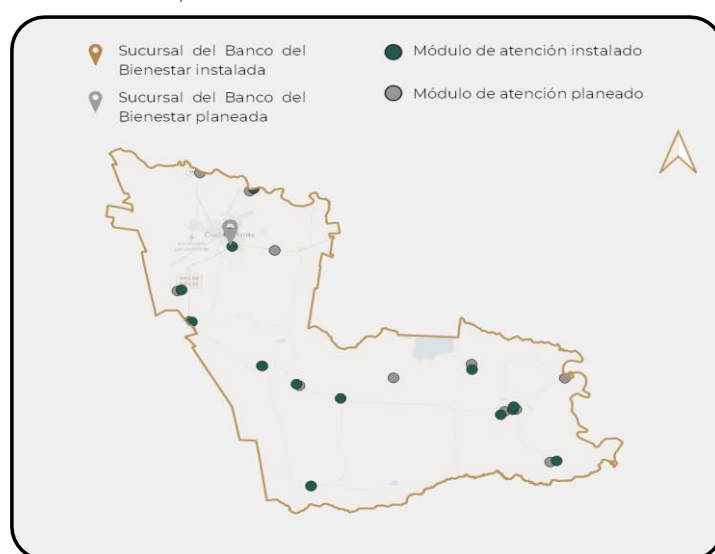 Sucursal del Banco del
Bienestar instalada
Sucursal del Banco del
Bienestar planeada
Módulo de atención instalado
Módulo de atención planeado